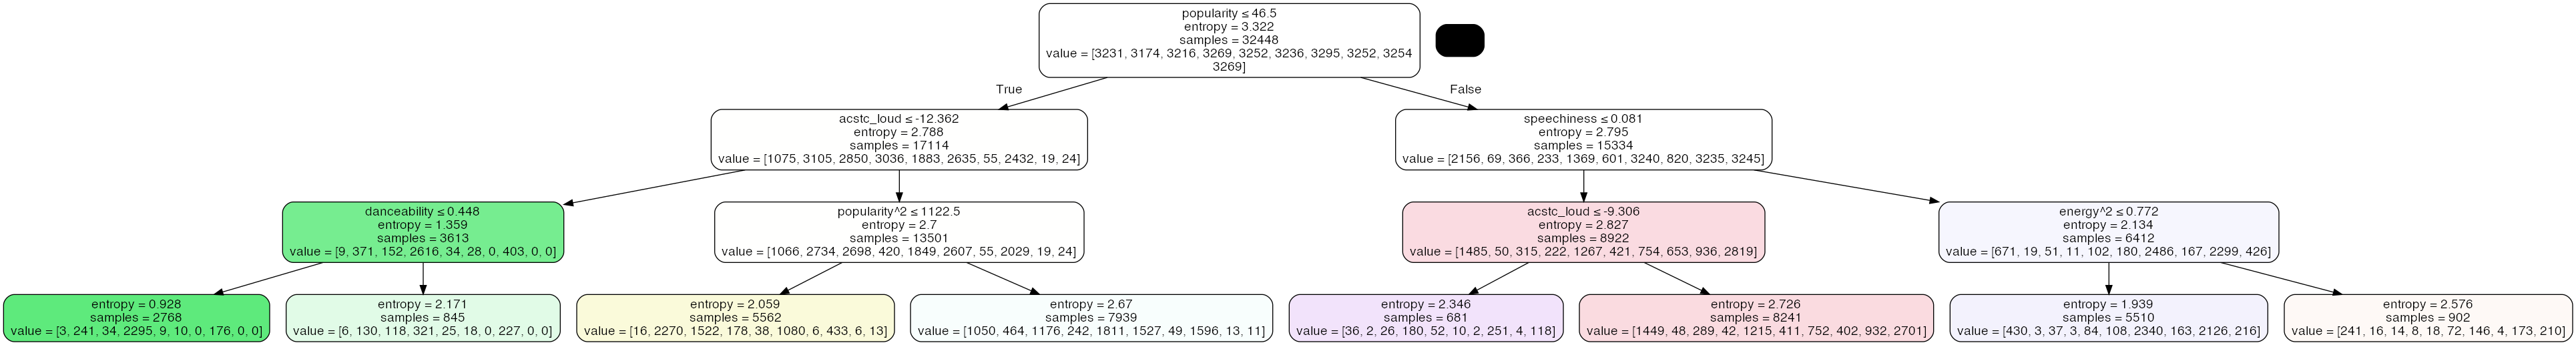 popularity ≤ 46.5
entropy = 3.322
samples = 32448
value = [3231, 3174, 3216, 3269, 3252, 3236, 3295, 3252, 3254
3269]
True
False
acstc_loud ≤ -12.362
entropy = 2.788
samples = 17114
value = [1075, 3105, 2850, 3036, 1883, 2635, 55, 2432, 19, 24]
speechiness ≤ 0.081
entropy = 2.795
samples = 15334
value = [2156, 69, 366, 233, 1369, 601, 3240, 820, 3235, 3245]
danceability ≤ 0.448
entropy = 1.359
samples = 3613
value = [9, 371, 152, 2616, 34, 28, 0, 403, 0, 0]
popularity^2 ≤ 1122.5
entropy = 2.7
samples = 13501
value = [1066, 2734, 2698, 420, 1849, 2607, 55, 2029, 19, 24]
acstc_loud ≤ -9.306
entropy = 2.827
samples = 8922
value = [1485, 50, 315, 222, 1267, 421, 754, 653, 936, 2819]
energy^2 ≤ 0.772
entropy = 2.134
samples = 6412
value = [671, 19, 51, 11, 102, 180, 2486, 167, 2299, 426]
entropy = 0.928
samples = 2768
value = [3, 241, 34, 2295, 9, 10, 0, 176, 0, 0]
entropy = 2.171
samples = 845
value = [6, 130, 118, 321, 25, 18, 0, 227, 0, 0]
entropy = 2.059
samples = 5562
value = [16, 2270, 1522, 178, 38, 1080, 6, 433, 6, 13]
entropy = 2.67
samples = 7939
value = [1050, 464, 1176, 242, 1811, 1527, 49, 1596, 13, 11]
entropy = 2.346
samples = 681
value = [36, 2, 26, 180, 52, 10, 2, 251, 4, 118]
entropy = 2.726
samples = 8241
value = [1449, 48, 289, 42, 1215, 411, 752, 402, 932, 2701]
entropy = 1.939
samples = 5510
value = [430, 3, 37, 3, 84, 108, 2340, 163, 2126, 216]
entropy = 2.576
samples = 902
value = [241, 16, 14, 8, 18, 72, 146, 4, 173, 210]